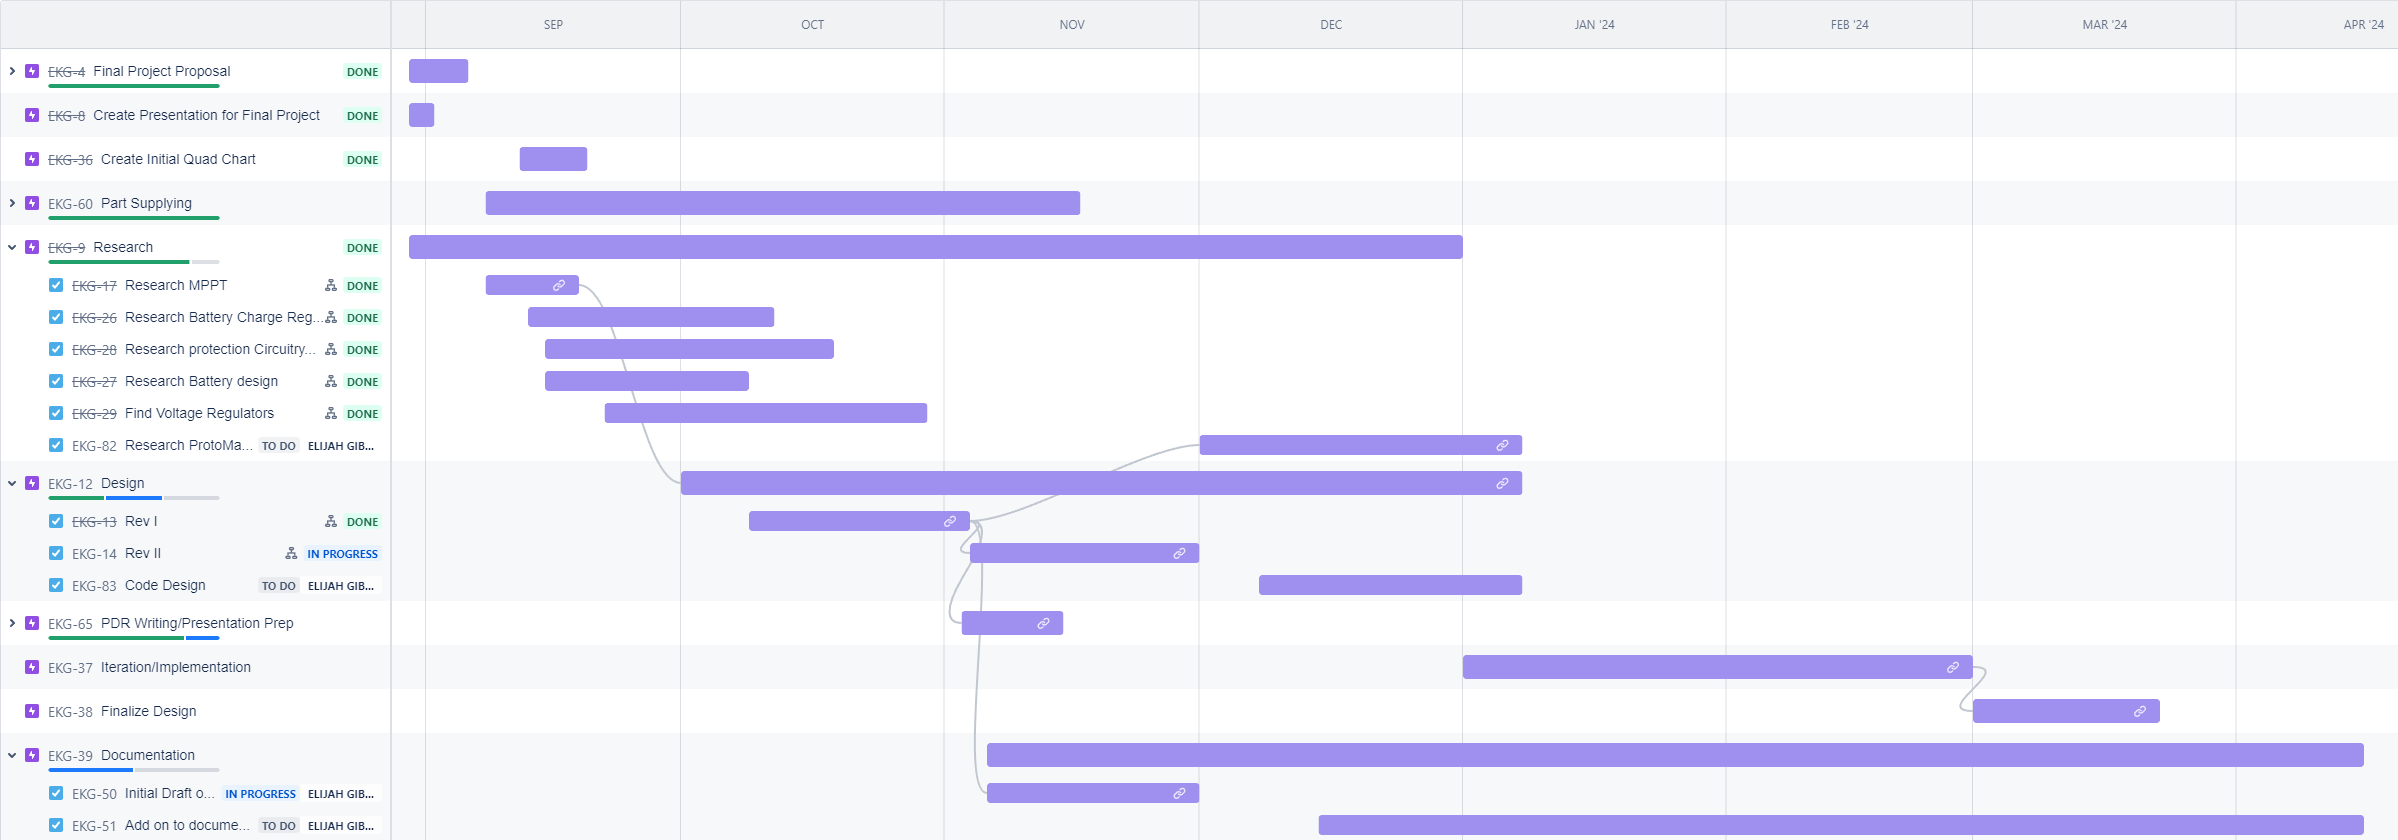 SEP OCT NOV DEC JAN '24 FEB '24 MAR '24 APR '24
EKG-4 Final Project Proposal DONE
EKG-8 Create Presentation for Final Project DONE
EKG-36 Create Initial Quad Chart DONE
EKG-60 Part Supplying
EKG-9 Research DONE
EKG-17 Research MPPT DONE
EKG-26 Research Battery Charge Reg... DONE
EKG-28 Research protection Circuitry... DONE
EKG-27 Research Battery design DONE
EKG-29 Find Voltage Regulators DONE
EKG-82 Research ProtoMa... TO DO ELIJAH GIB...
EKG-12 Design
EKG-13 Rev I DONE
EKG-14 Rev II IN PROGRESS
EKG-83 Code Design TO DO ELIJAH GIB...
EKG-65 PDR Writing/Presentation Prep
EKG-37 Iteration/Implementation
EKG-38 Finalize Design
EKG-39 Documentation
EKG-50 Initial Draft o... IN PROGRESS ELIJAH GIB...
EKG-51 Add on to docume... TO DO ELIJAH GIB...